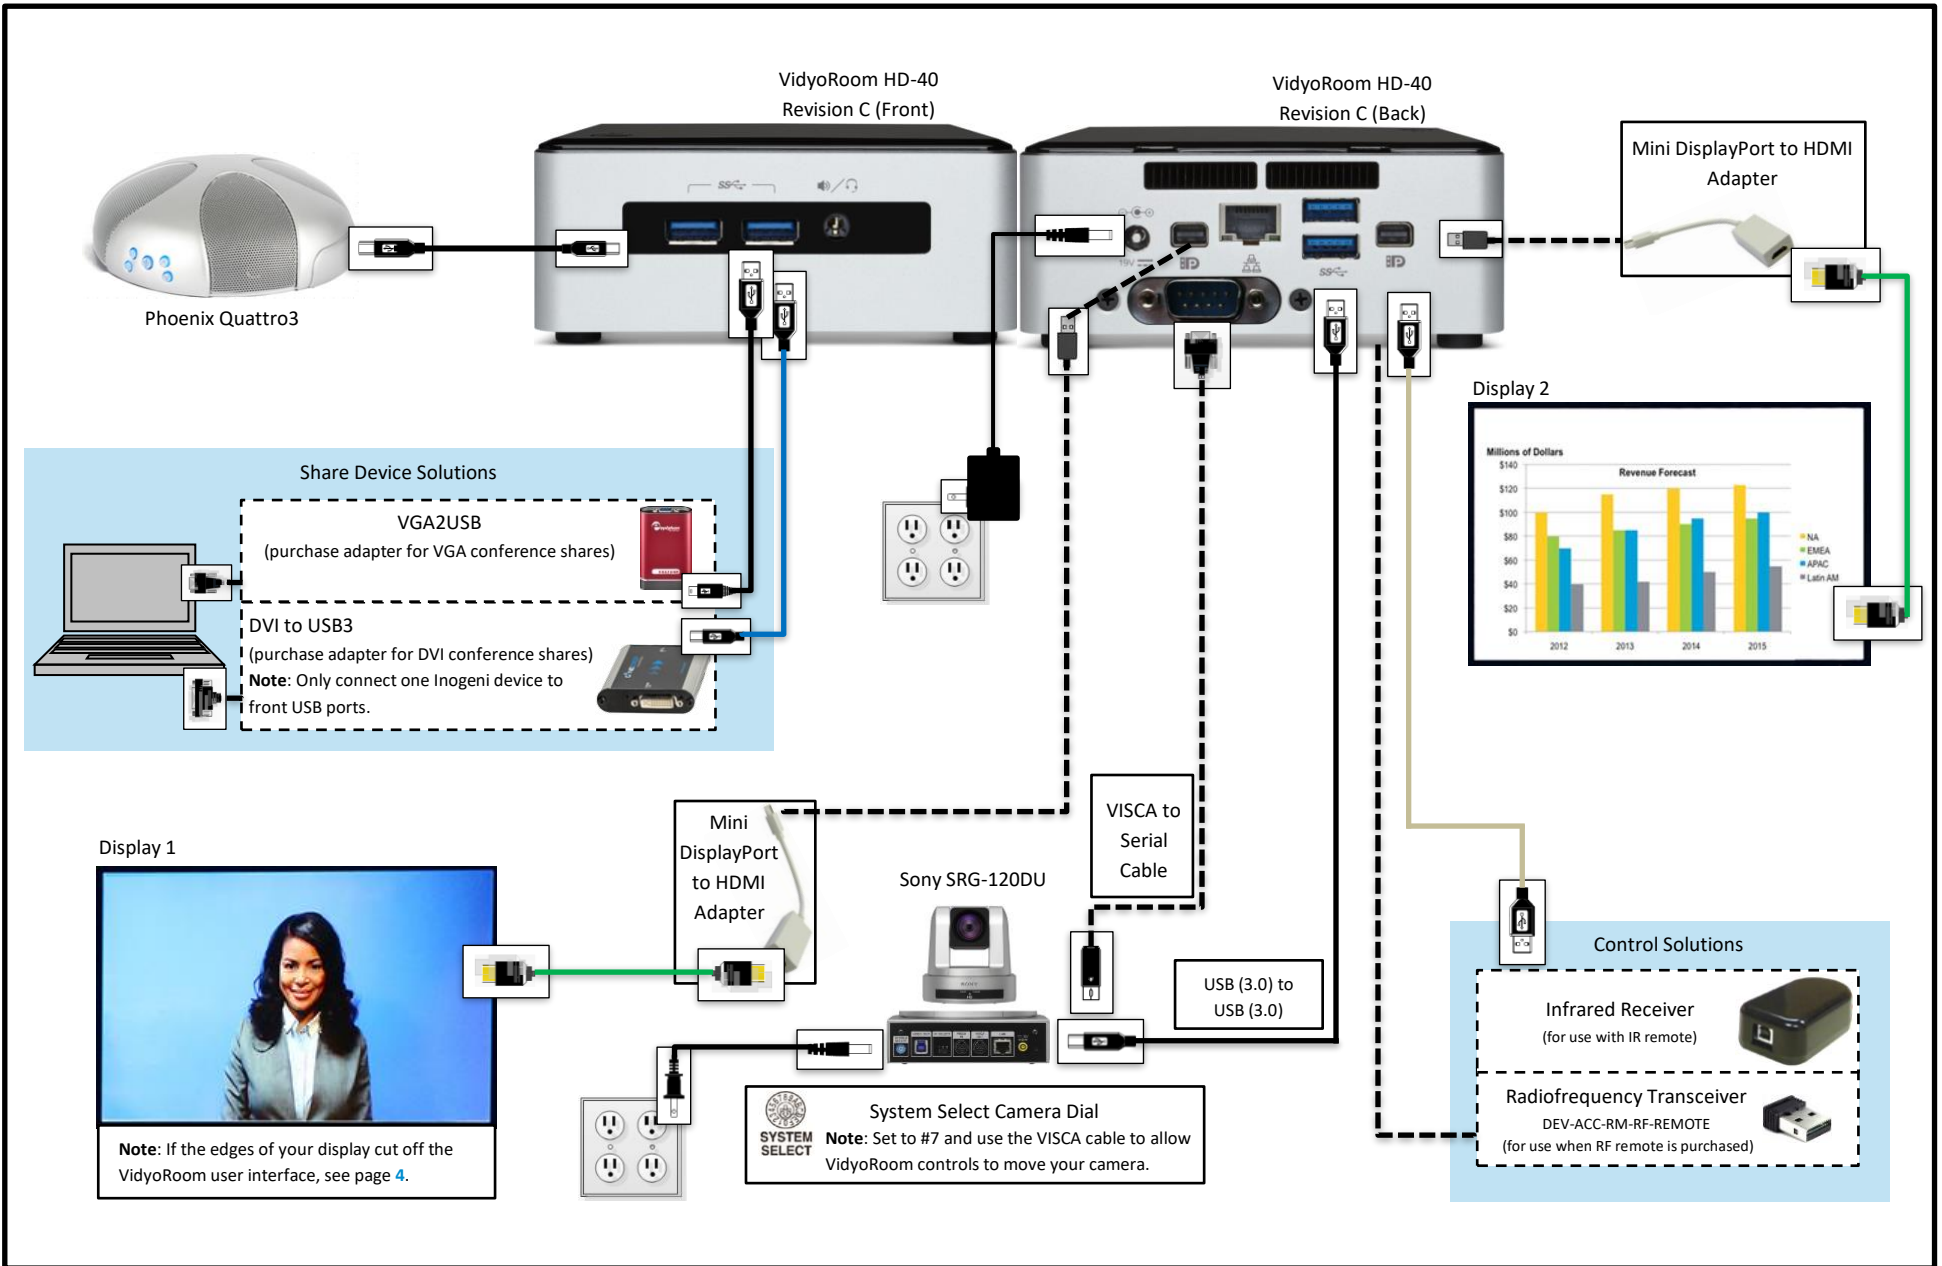 VidyoRoom HD-40
Revision C (Front)
VidyoRoom HD-40
Revision C (Back)
Mini DisplayPort to HDMI
Adapter
SS
19V
SS
Phoenix Quattro3
Share Device Solutions
VGA2USB
(purchase adapter for VGA conference shares)
DVI to USB3
(purchase adapter for DVI conference shares)
Note: Only connect one Inogeni device to
front USB ports.
Display 2
Millions of Dollars
Revenue Forecast
$140
$120
$100
$80
$60
$40
$20
$0
2012
2013
2014
2015
NA
EMEA
APAC
Latin AM
Display 1
Note: If the edges of your display cut off the
VidyoRoom user interface, see page 4.
Mini
DisplayPort
to HDMI
Adapter
Sony SRG-120DU
SONY
VISCA to
Serial
Cable
USB (3.0) to
USB (3.0)
SYSTEM
SELECT
System Select Camera Dial
Note: Set to #7 and use the VISCA cable to allow
VidyoRoom controls to move your camera.
Control Solutions
Infrared Receiver
(for use with IR remote)
Radiofrequency Transceiver
DEV-ACC-RM-RF-REMOTE
(for use when RF remote is purchased)